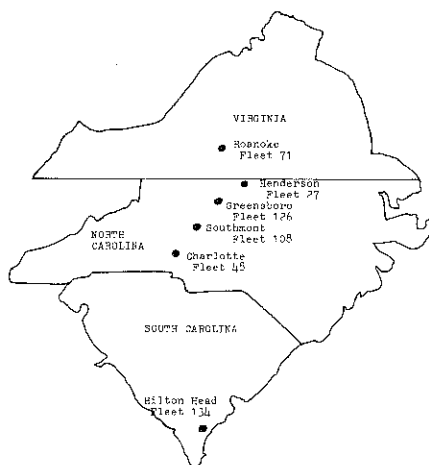 VIRGINIA
Roanoke
Fleet 71
Henderson
Fleet 27
Greensboro
Fleet 126
Southmont
Fleet 108
NORTH
CAROLINA
Charlotte
Fleet 45
SOUTH CAROLINA
Hilton Head
Fleet 134